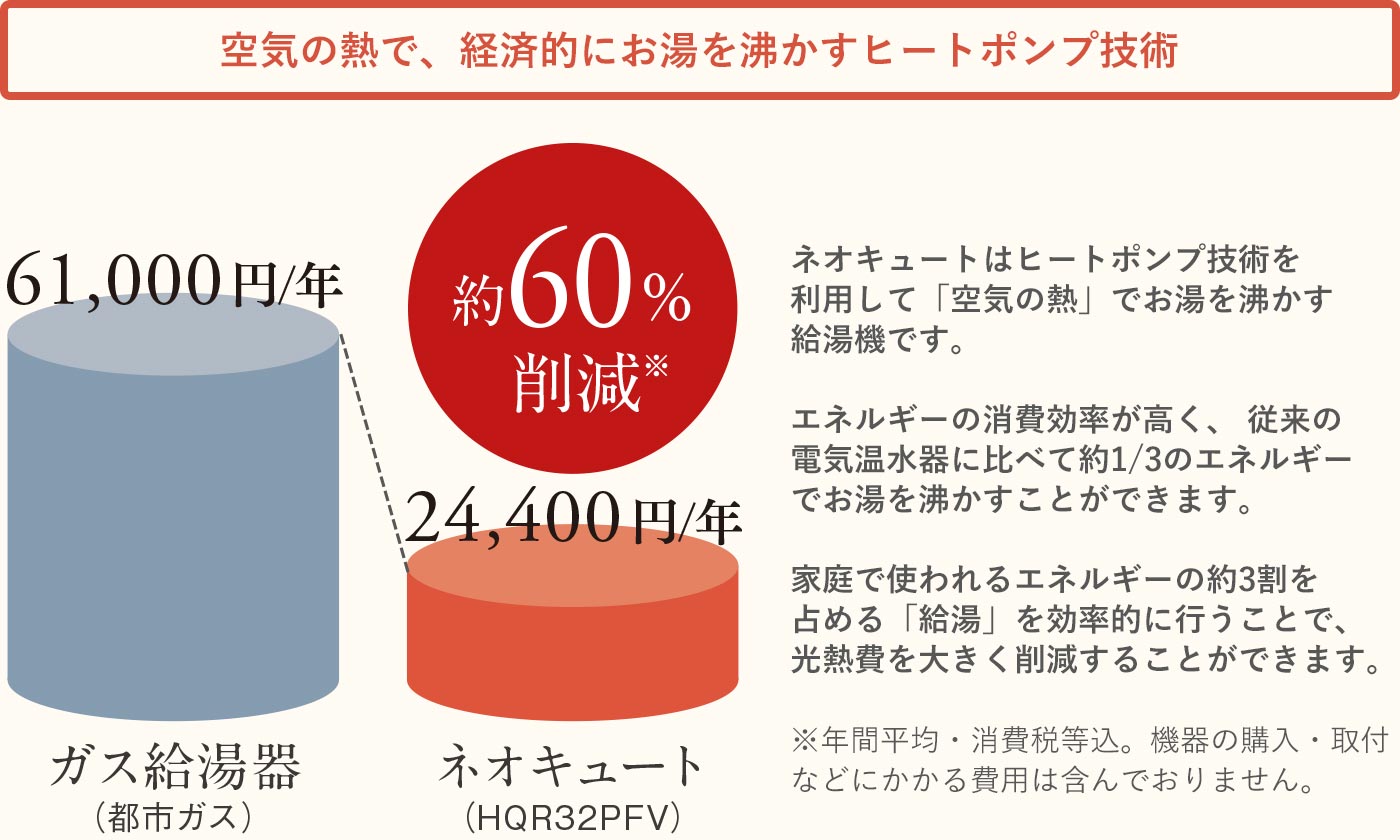 空気の熱で、経済的にお湯を沸かすヒートポンプ技術
61,000円/年
約60%
削減※
24,400円/年
ガス給湯器
（都市ガス）
ネオキュート
（HQR32PFV）
ネオキュートはヒートポンプ技術を
利用して「空気の熱」でお湯を沸かす
給湯機です。
エネルギーの消費効率が高く、 従来の
電気温水器に比べて約1/3のエネルギー
でお湯を沸かすことができます。
家庭で使われるエネルギーの約3割を
占める「給湯」を効率的に行うことで、
光熱費を大きく削減することができます。
※年間平均・消費税等込。機器の購入・取付
などにかかる費用は含んでおりません。